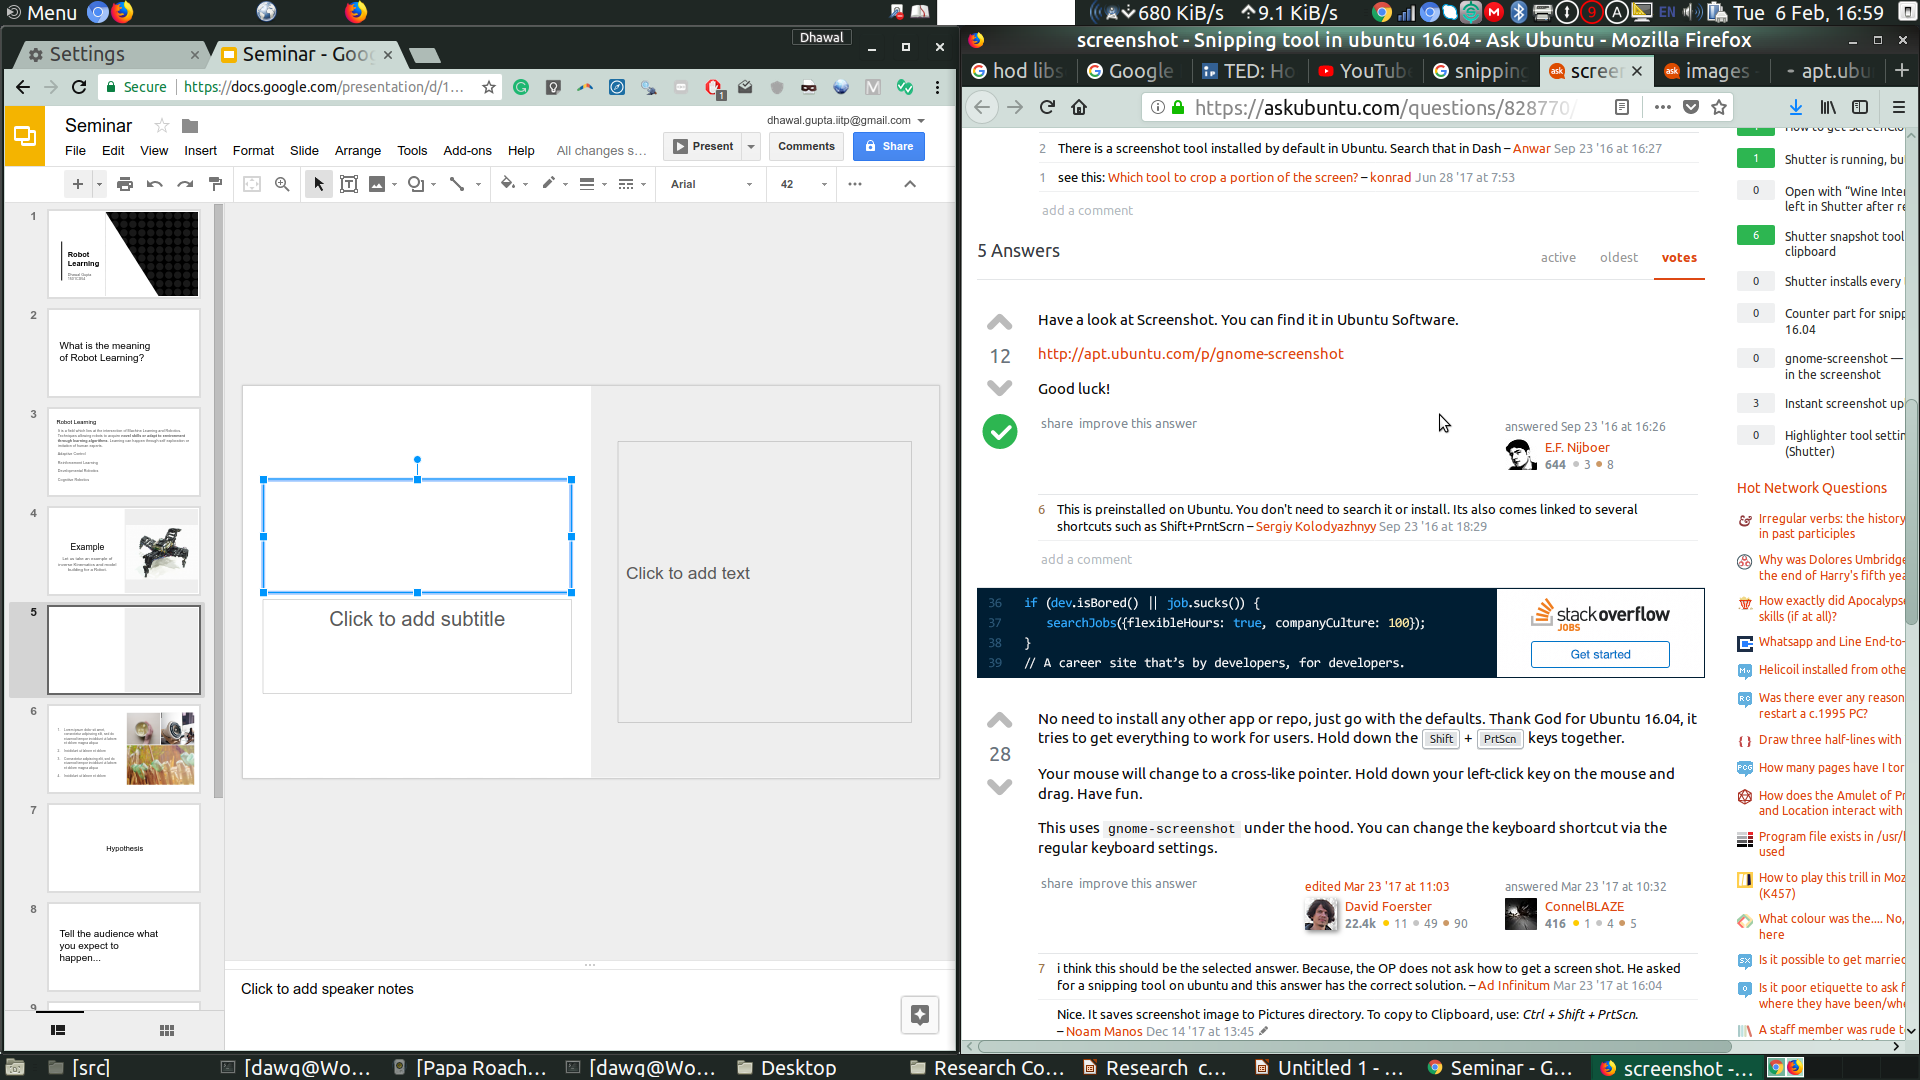 Menu
680 KiB/s
9.1 KiB/s
EN
Tue 6 Feb, 16:59
Dhawal
Settings
Seminar - Goo
Secure
https://docs.google.com/presentation/d/1...
Seminar
dhawal.gupta.iitp@gmail.com
File Edit View Insert Format Slide Arrange Tools Add-ons Help All changes s...
Present
Comments
Share
Arial
42
1
Robot
Learning
Dhawal Gupta
2
What is the meaning
of Robot Learning?
3
Robot Learning
Adaptive Control
Reinforcement Learning
Developmental Robotics
Cognitive Robotics
4
Example
Let us take an example of
inverse Kinematics and model
building for a Robot
5
6
7
Hypothesis
8
Tell the audience what
you expect to
happen...
9
Click to add subtitle
Click to add text
Click to add speaker notes
screenshot - Snipping tool in ubuntu 16.04 - Ask Ubuntu - Mozilla Firefox
hod libs
Google
TED: Ho
YouTub
snipping
screen
images
apt.ubu
https://askubuntu.com/questions/828770/
2 There is a screenshot tool installed by default in Ubuntu. Search that in Dash – Anwar Sep 23 '16 at 16:27
1 see this: Which tool to crop a portion of the screen? – konrad Jun 28 '17 at 7:53
add a comment
5 Answers
active oldest votes
Have a look at Screenshot. You can find it in Ubuntu Software.
12
http://apt.ubuntu.com/p/gnome-screenshot
Good luck!
share improve this answer
answered Sep 23 '16 at 16:26
E.F. Nijboer
644 3 8
6 This is preinstalled on Ubuntu. You don't need to search it or install. Its also comes linked to several
shortcuts such as Shift+PrntScrn – Sergiy Kolodyazhnyy Sep 23 '16 at 18:29
add a comment
36 if (dev.isBored() || job.sucks()) {
37 searchJobs({flexibleHours: true, companyCulture: 100});
38 }
39 // A career site that's by developers, for developers.
stackoverflow
JOBS
Get started
No need to install any other app or repo, just go with the defaults. Thank God for Ubuntu 16.04, it
tries to get everything to work for users. Hold down the Shift + PrtScn keys together.
28
Your mouse will change to a cross-like pointer. Hold down your left-click key on the mouse and
drag. Have fun.
This uses gnome-screenshot under the hood. You can change the keyboard shortcut via the
regular keyboard settings.
share improve this answer
edited Mar 23 '17 at 11:03
David Foerster
22.4k 11 49 90
answered Mar 23 '17 at 10:32
ConnelBLAZE
416 1 4 5
7 i think this should be the selected answer. Because, the OP does not ask how to get a screen shot. He asked
for a snipping tool on ubuntu and this answer has the correct solution. – Ad Infinitum Mar 23 '17 at 16:04
Nice. It saves screenshot image to Pictures directory. To copy to Clipboard, use: Ctrl + Shift + PrtScn.
– Noam Manos Dec 14 '17 at 13:45
1 Shutter is running, bu
0 Open with “Wine Inter
left in Shutter after re
6 Shutter snapshot tool
clipboard
0 Shutter installs every
0 Counter part for snipp
16.04
0 gnome-screenshot —
in the screenshot
3 Instant screenshot up
0 Highlighter tool settin
(Shutter)
Hot Network Questions
Irregular verbs: the history
in past participles
Why was Dolores Umbridge
the end of Harry's fifth yea
How exactly did Apocalypse
skills (if at all)?
Whatsapp and Line End-to-
Helicoil installed from othe
Was there ever any reason
restart a c.1995 PC?
Draw three half-lines with
How many pages have I tor
How does the Amulet of Pr
and Location interact with
Program file exists in /usr/l
used
How to play this trill in Moz
(K457)
What colour was the.... No,
here
Is it possible to get married
Is it poor etiquette to ask f
where they have been/whe
A staff member was rude t
[src]
[dawg@Wo...
[Papa Roach...
[dawg@Wo...
Desktop
Research Co...
Research c...
Untitled 1 - ...
Seminar - G...
screenshot -...